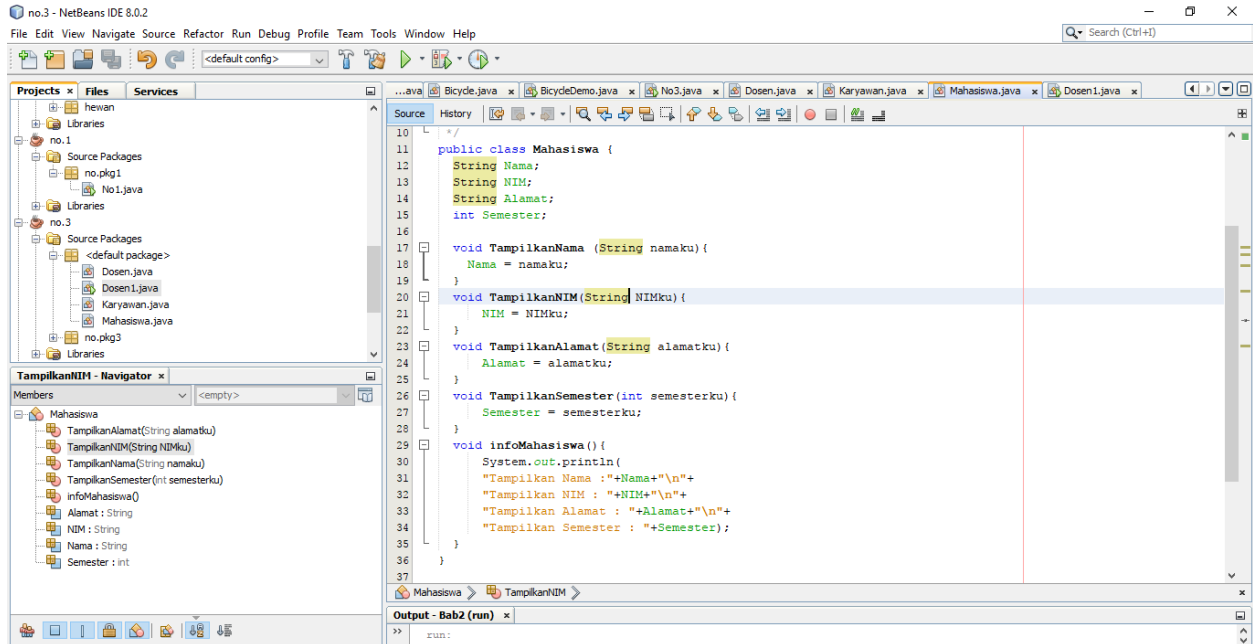 no.3 - NetBeans IDE 8.0.2
File Edit View Navigate Source Refactor Run Debug Profile Team Tools Window Help
Search (Ctrl+I)
<default config>
Projects Files Services
hewan
Libraries
no.1
Source Packages
no.pkg1
No1.java
Libraries
no.3
Source Packages
<default package>
Dosen.java
Dosen1.java
Karyawan.java
Mahasiswa.java
no.pkg3
Libraries
TampilkanNIM - Navigator
Members <empty>
Mahasiswa
TampilkanAlamat(String alamatku)
TampilkanNIM(String NIMku)
TampilkanNama(String namaku)
TampilkanSemester(int semesterku)
infoMahasiswa()
Alamat : String
NIM : String
Nama : String
Semester : int
...ava Bicycle.java BicycleDemo.java No3.java Dosen.java Karyawan.java Mahasiswa.java Dosen1.java
Source History
10 */
11 public class Mahasiswa {
12 String Nama;
13 String NIM;
14 String Alamat;
15 int Semester;
16
17 void TampilkanNama (String namaku){
18 Nama = namaku;
19 }
20 void TampilkanNIM(String NIMku){
21 NIM = NIMku;
22 }
23 void TampilkanAlamat(String alamatku){
24 Alamat = alamatku;
25 }
26 void TampilkanSemester(int semesterku){
27 Semester = semesterku;
28 }
29 void infoMahasiswa(){
30 System.out.println(
31 "Tampilkan Nama :"+Nama+"\n"+
32 "Tampilkan NIM : "+NIM+"\n"+
33 "Tampilkan Alamat : "+Alamat+"\n"+
34 "Tampilkan Semester : "+Semester);
35 }
36 }
37
Mahasiswa TampilkanNIM
Output - Bab2 (run)
run: